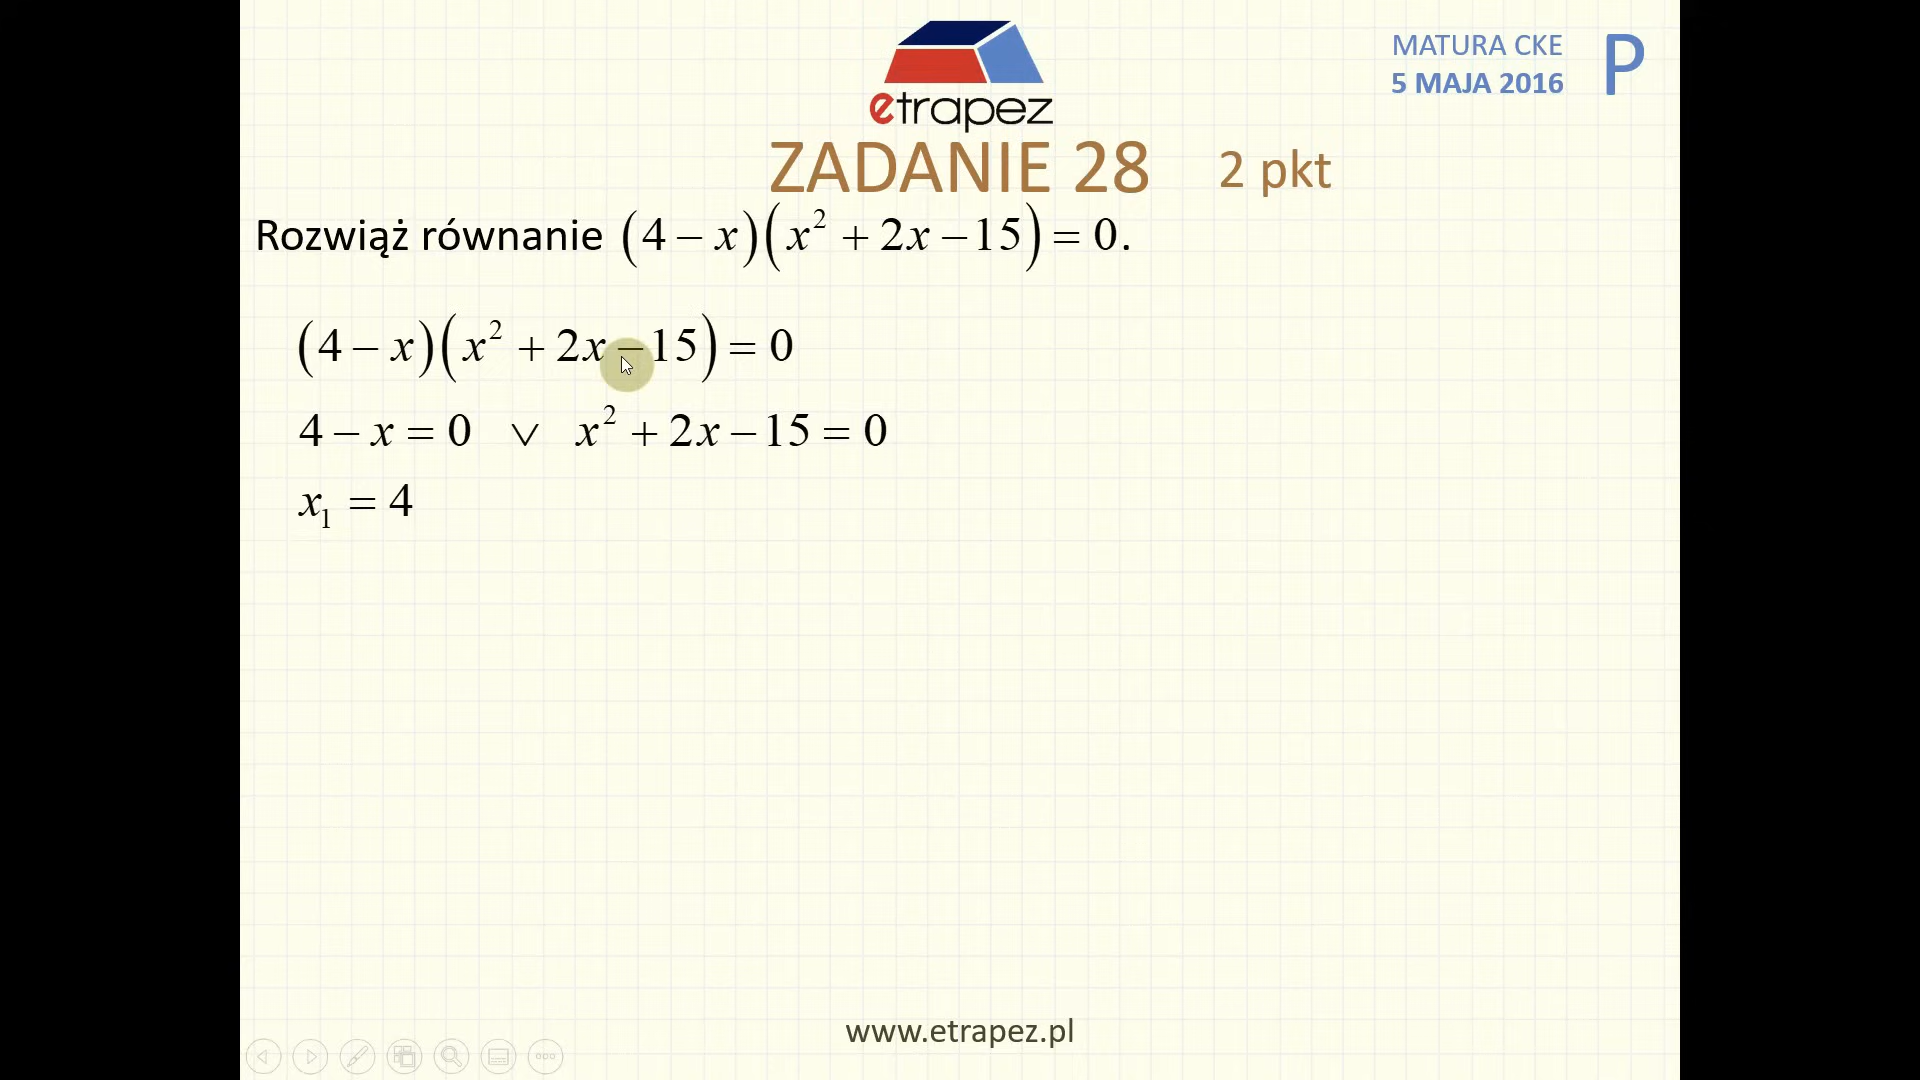 etrapez
MATURA CKE
5 MAJA 2016
P
ZADANIE 28 2 pkt
Rozwiąż równanie (4 − x)(x² + 2x − 15) = 0.
(4 − x)(x² + 2x − 15) = 0
4 − x = 0 ∨ x² + 2x − 15 = 0
x₁ = 4
www.etrapez.pl